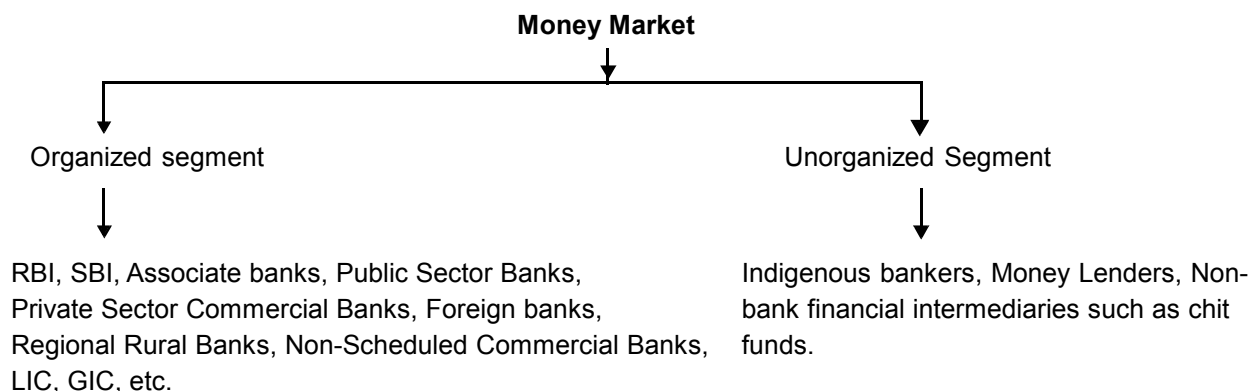 Money Market
Organized segment
Unorganized Segment
RBI, SBI, Associate banks, Public Sector Banks,
Private Sector Commercial Banks, Foreign banks,
Regional Rural Banks, Non-Scheduled Commercial Banks,
LIC, GIC, etc.
Indigenous bankers, Money Lenders, Non-
bank financial intermediaries such as chit
funds.